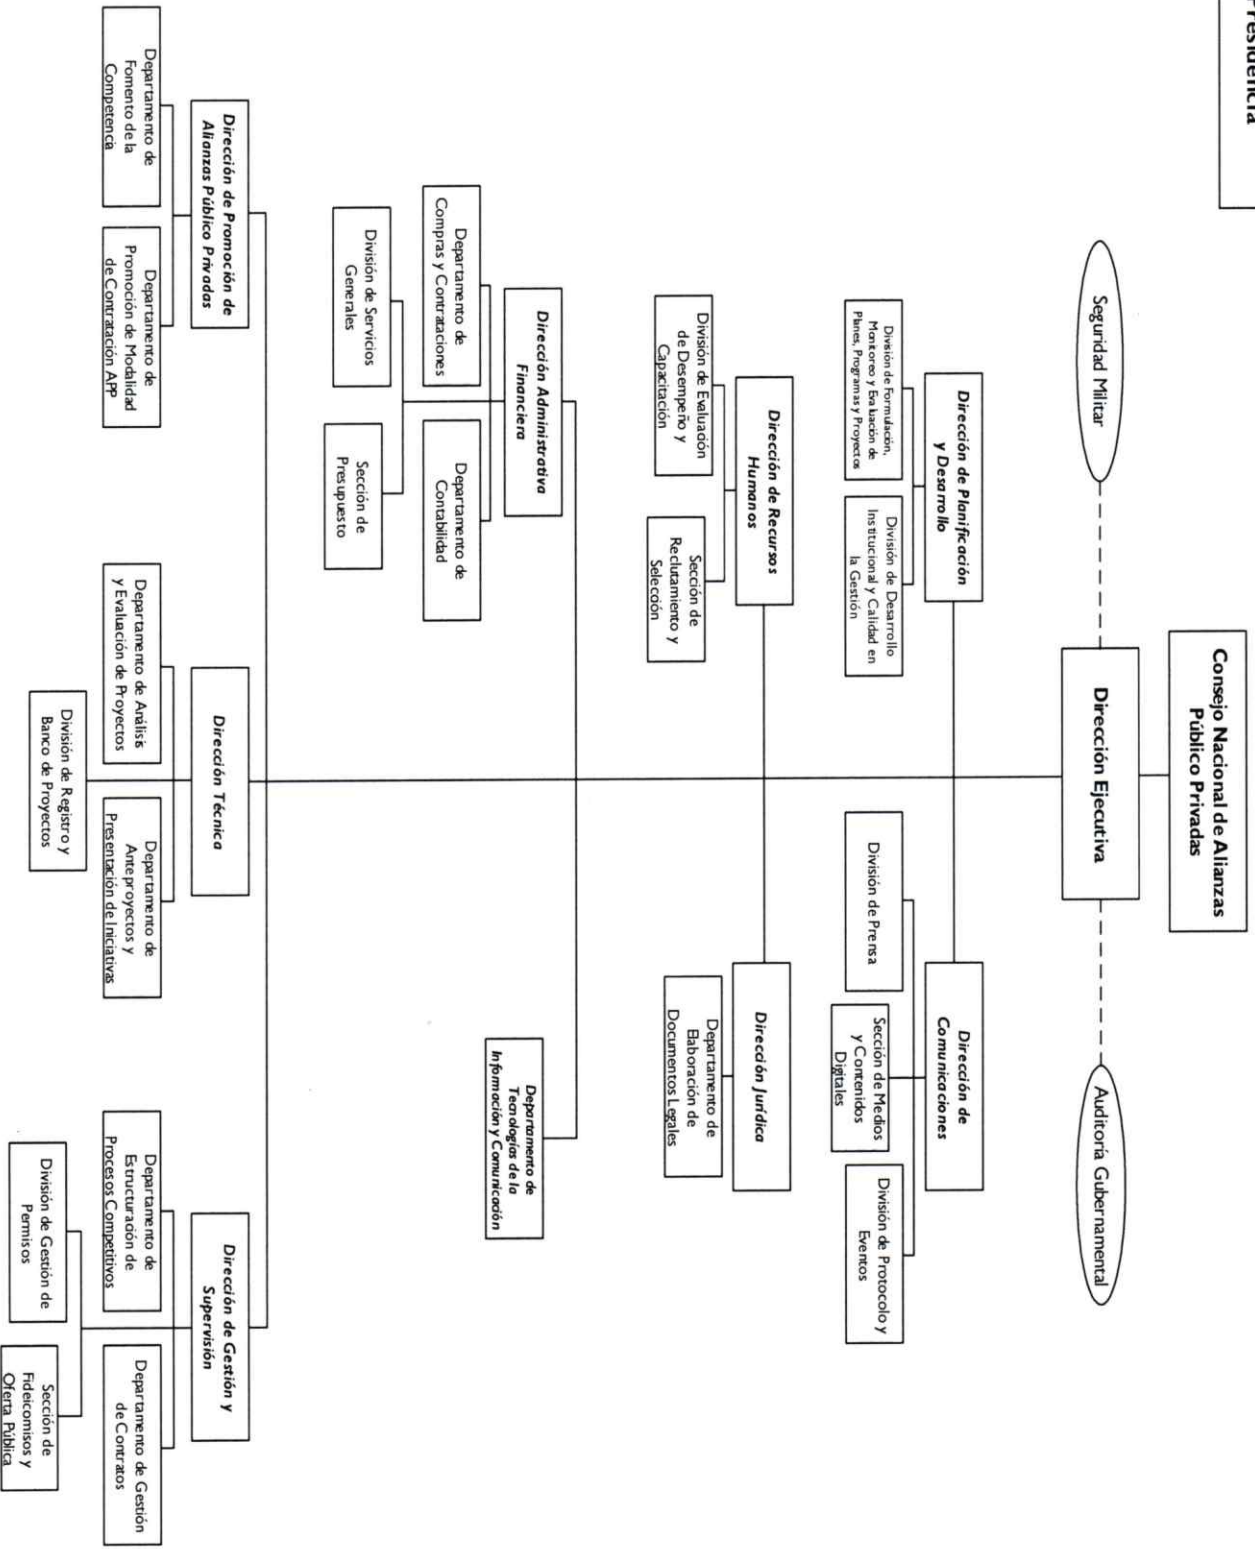 Presidencia
Consejo Nacional de Alianzas
Público Privadas
Seguridad Militar
Dirección Ejecutiva
Auditoría Gubernamental
Dirección de Planificación
y Desarrollo
División de Formulación,
Monitoreo y Evaluación de
Planes, Programas y Proyectos
División de Desarrollo
Institucional y Calidad en
la Gestión
Dirección de
Comunicaciones
División de Prensa
Sección de Medios
y Contenidos
Digitales
División de Protocolo y
Eventos
Dirección de Recursos
Humanos
División de Evaluación
de Desempeño y
Capacitación
Sección de
Reclutamiento y
Selección
Dirección Jurídica
Departamento de
Elaboración de
Documentos Legales
Dirección Administrativa
Financiera
Departamento de
Compras y Contrataciones
Departamento de
Contabilidad
División de Servicios
Generales
Sección de
Presupuesto
Departamento de
Tecnologías de la
Información y Comunicación
Dirección de Promoción de
Alianzas Público Privadas
Departamento de
Fomento de la
Competencia
Departamento de
Promoción de Modalidad
de Contratación APP
Dirección Técnica
Departamento de Análisis
y Evaluación de Proyectos
Departamento de
Anteproyectos y
Presentación de Iniciativas
División de Registro y
Banco de Proyectos
Dirección de Gestión y
Supervisión
Departamento de
Estructuración de
Procesos Competitivos
Departamento de Gestión
de Contratos
División de Gestión de
Permisos
Sección de
Fideicomisos y
Oferta Pública